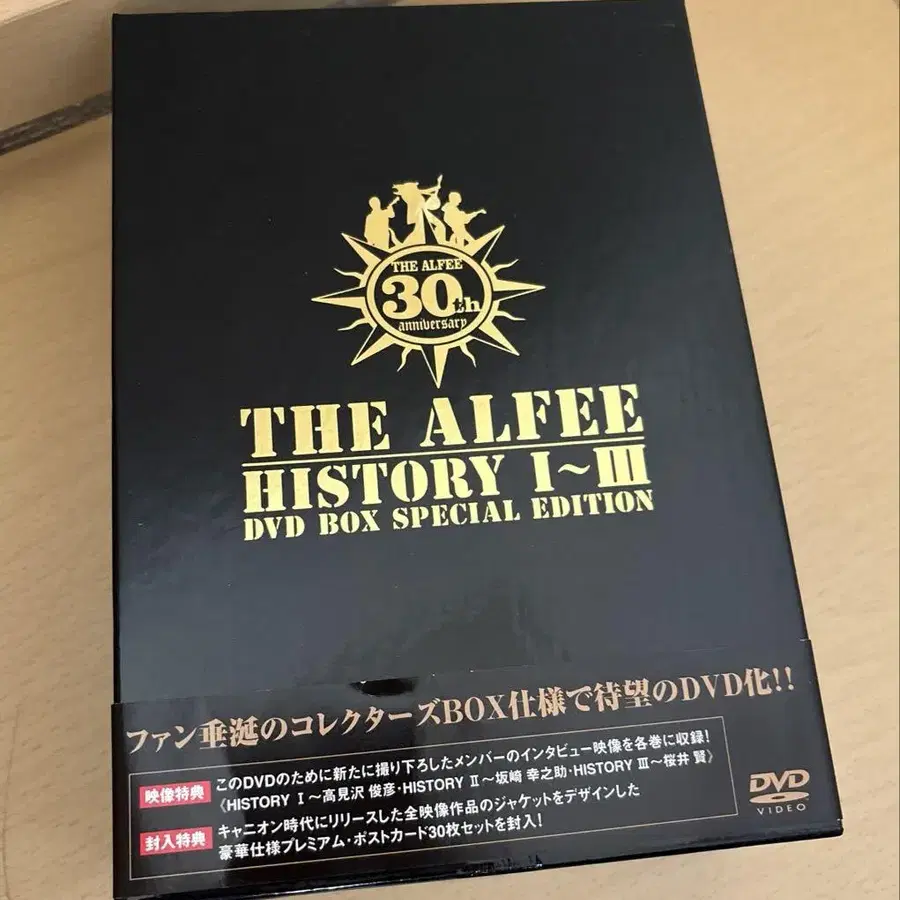 THE ALFEE
30th
anniversary
THE ALFEE
HISTORY I~III
DVD BOX SPECIAL EDITION
ファン垂涎のコレクターズBOX仕様で待望のDVD化!!
映像特典
このDVDのために新たに撮り下ろしたメンバーのインタビュー映像を各巻に収録!
《HISTORY I~高見沢 俊彦・HISTORY II~坂崎 幸之助・HISTORY III~桜井 賢》
封入特典
キャニオン時代にリリースした全映像作品のジャケットをデザインした
豪華仕様プレミアム・ポストカード30枚セットを封入!
DVD
VIDEO